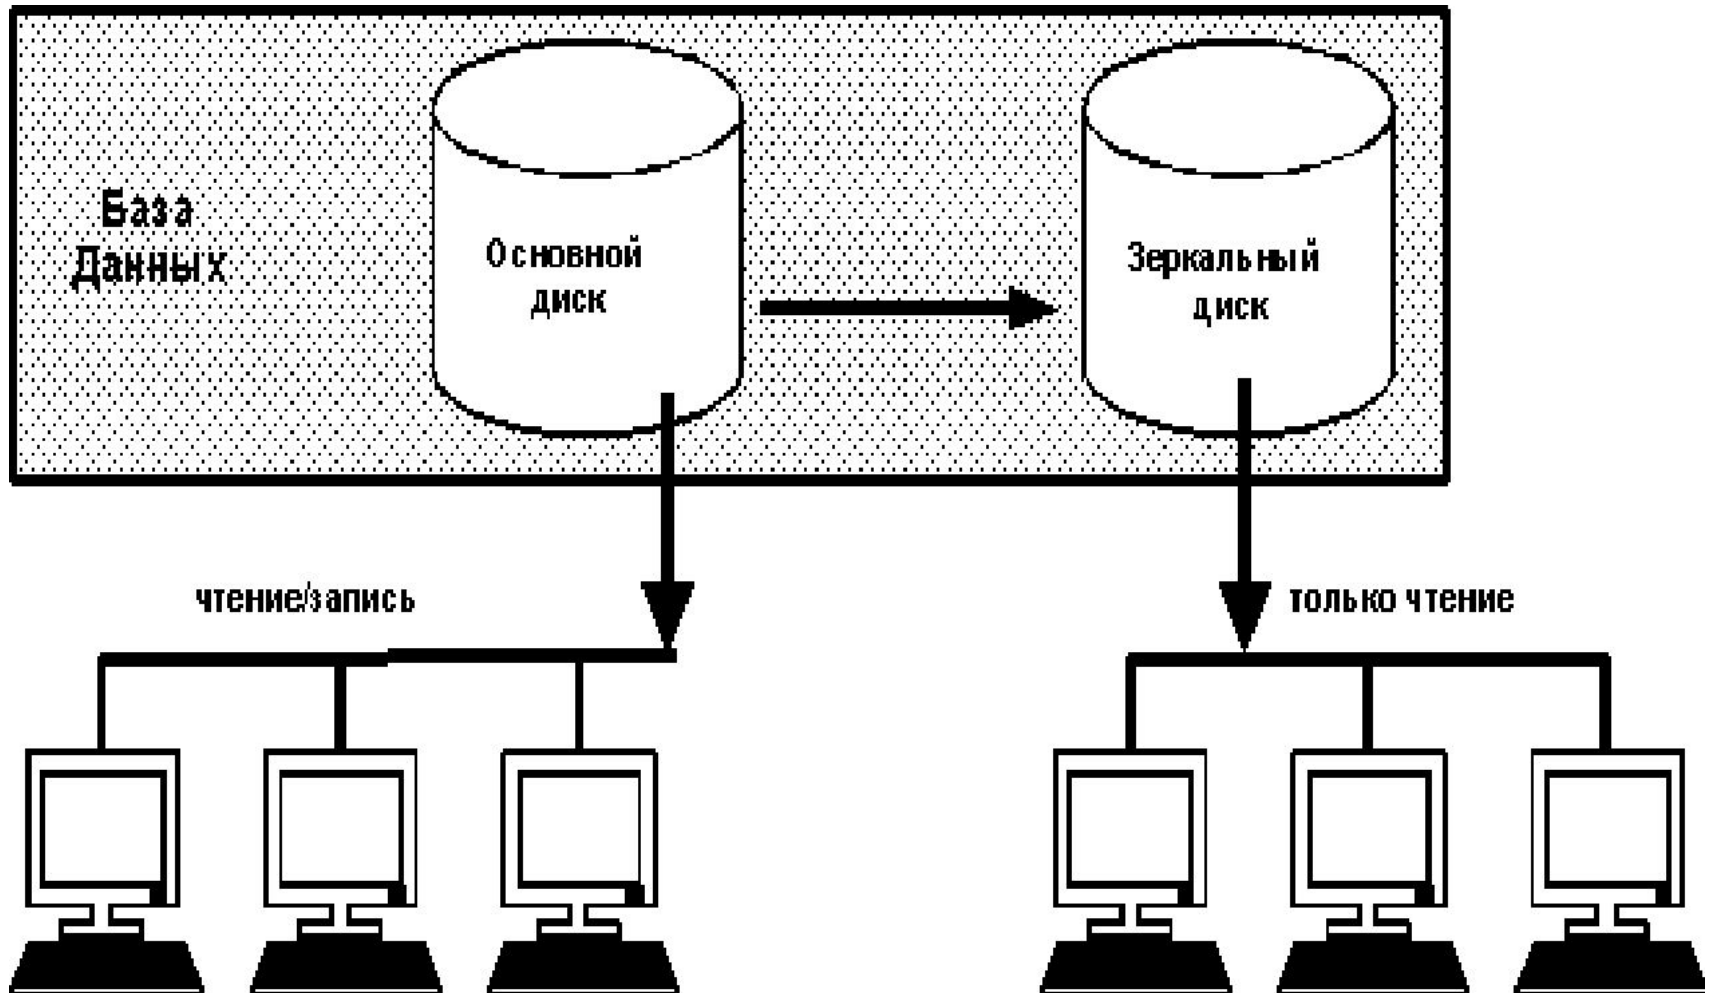 База
Данных
Основной
диск
Зеркальный
диск
чтение/запись
только чтение